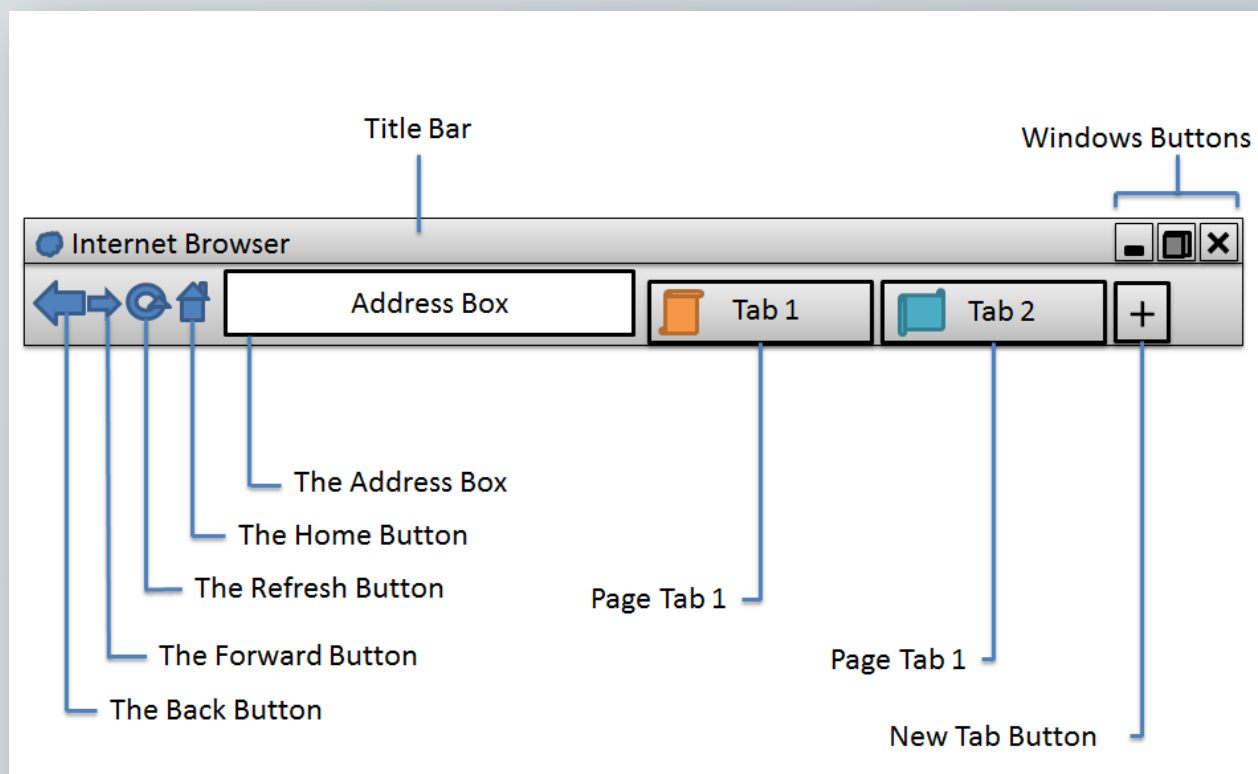 Title Bar
Windows Buttons
Internet Browser
Address Box
Tab 1
Tab 2
+
The Address Box
The Home Button
The Refresh Button
Page Tab 1
The Forward Button
Page Tab 1
The Back Button
New Tab Button